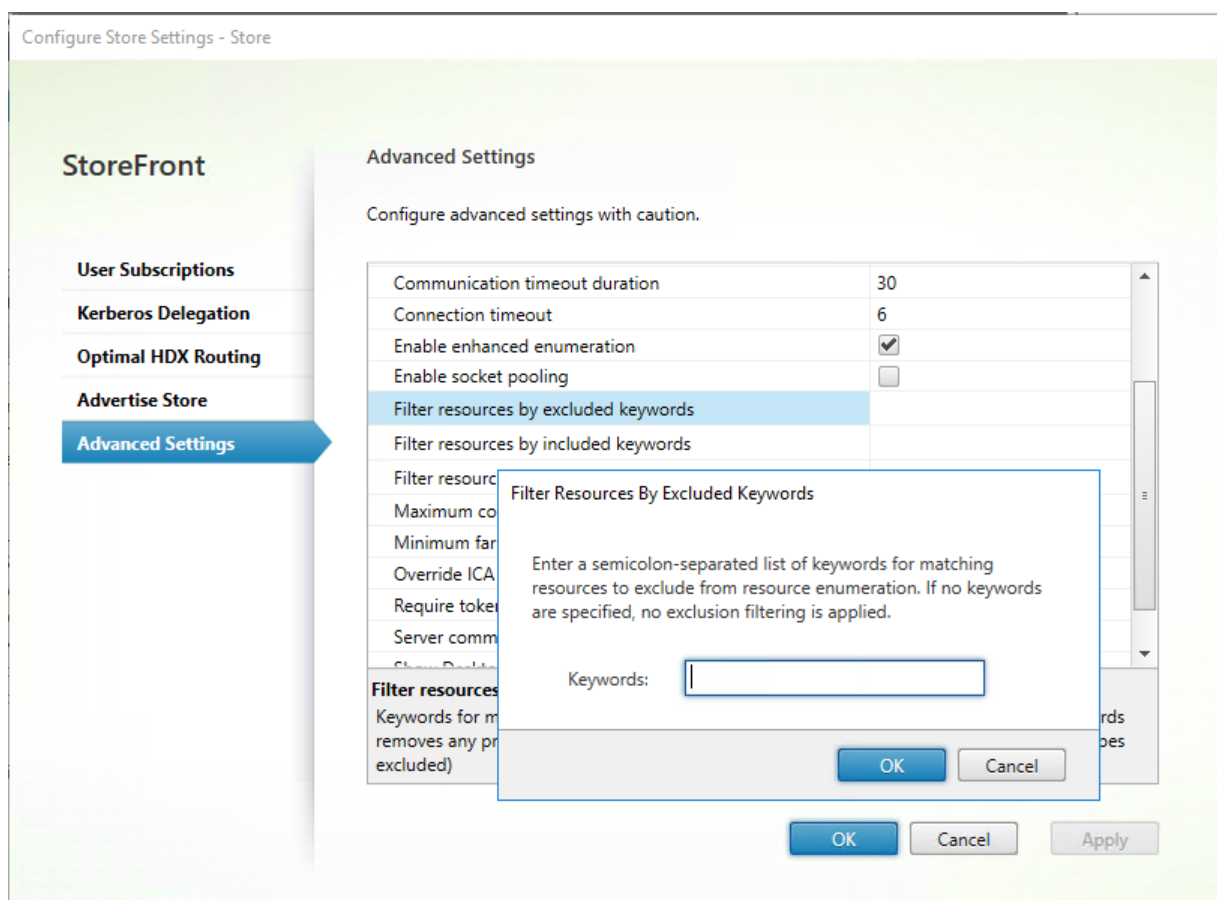 Configure Store Settings - Store
StoreFront
User Subscriptions
Kerberos Delegation
Optimal HDX Routing
Advertise Store
Advanced Settings
Advanced Settings
Configure advanced settings with caution.
Communication timeout duration 30
Connection timeout 6
Enable enhanced enumeration
Enable socket pooling
Filter resources by excluded keywords
Filter resources by included keywords
Filter resourc
Maximum co
Minimum far
Override ICA
Require toke
Server comm
Filter resources
Keywords for m
removes any pr
excluded)
Filter Resources By Excluded Keywords
Enter a semicolon-separated list of keywords for matching
resources to exclude from resource enumeration. If no keywords
are specified, no exclusion filtering is applied.
Keywords:
OK Cancel
OK Cancel Apply